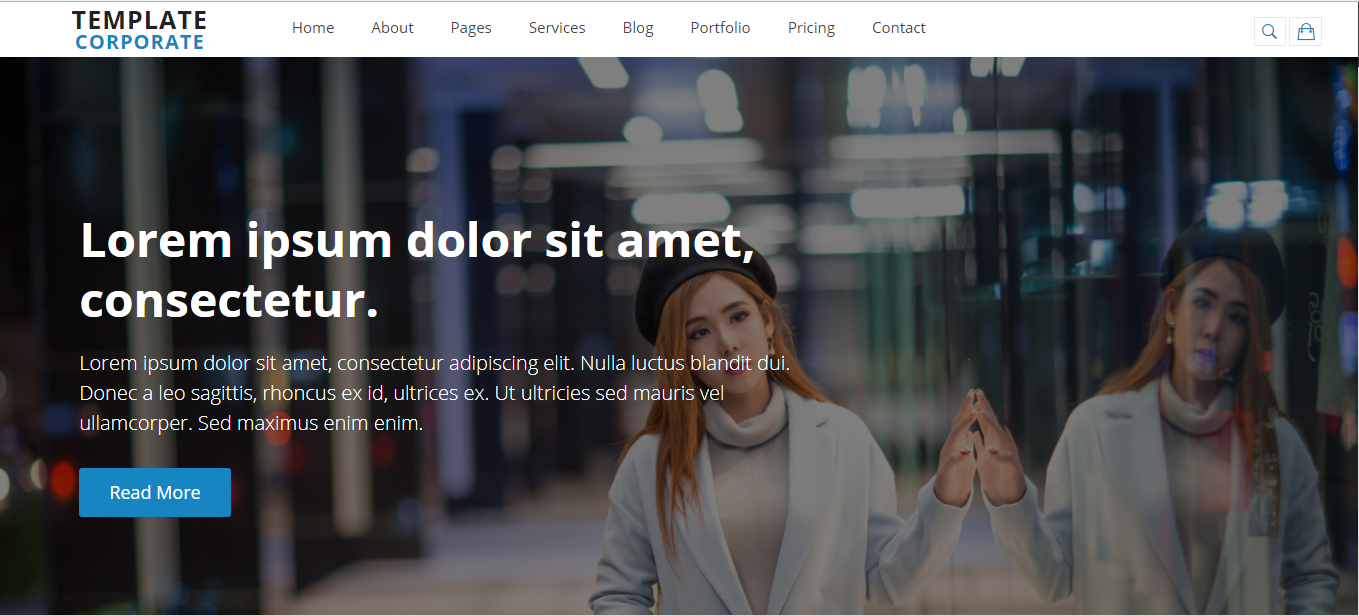 TEMPLATE
CORPORATE
Home About Pages Services Blog Portfolio Pricing Contact
Lorem ipsum dolor sit amet,
consectetur.
Lorem ipsum dolor sit amet, consectetur adipiscing elit. Nulla luctus blandit dui.
Donec a leo sagittis, rhoncus ex id, ultrices ex. Ut ultricies sed mauris vel
ullamcorper. Sed maximus enim enim.
Read More